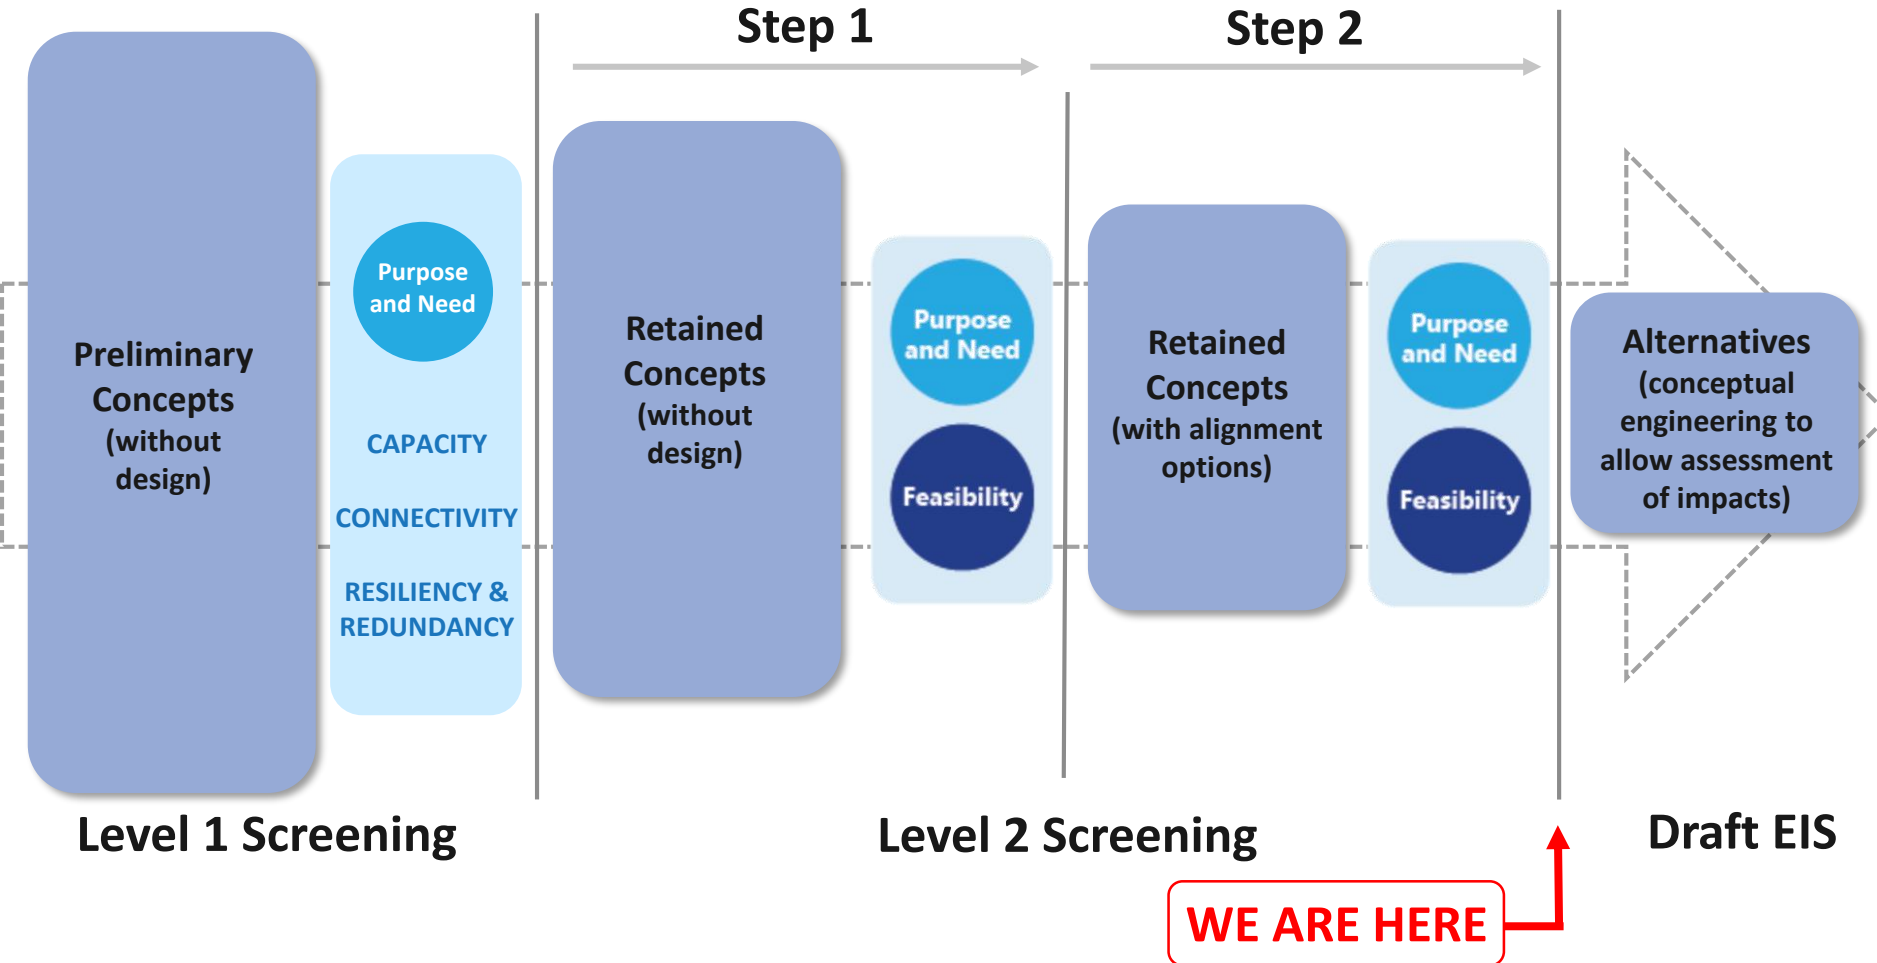 Step 1
Step 2
Preliminary
Concepts
(without
design)
Purpose
and Need
CAPACITY
CONNECTIVITY
RESILIENCY &
REDUNDANCY
Retained
Concepts
(without
design)
Purpose
and Need
Feasibility
Retained
Concepts
(with alignment
options)
Purpose
and Need
Feasibility
Alternatives
(conceptual
engineering to
allow assessment
of impacts)
Level 1 Screening
Level 2 Screening
Draft EIS
WE ARE HERE